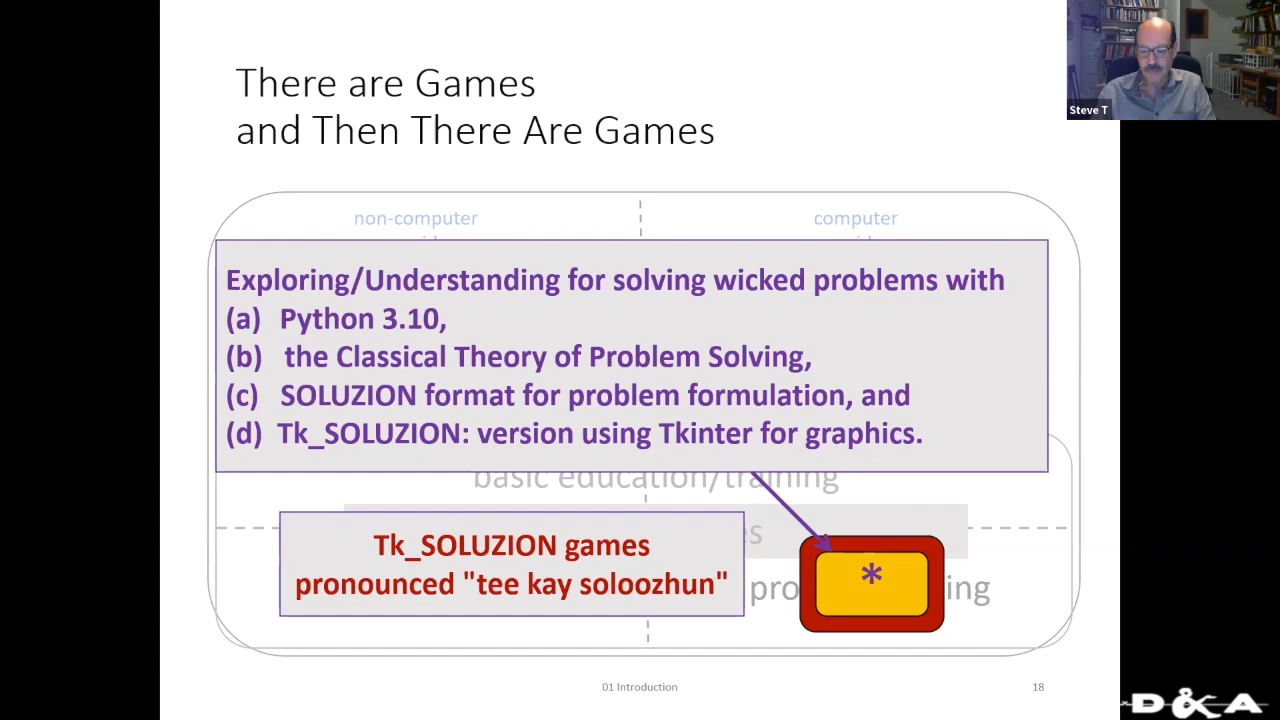 There are Games
and Then There Are Games
Steve T
non-computer
computer
Exploring/Understanding for solving wicked problems with
(a) Python 3.10,
(b) the Classical Theory of Problem Solving,
(c) SOLUZION format for problem formulation, and
(d) Tk_SOLUZION: version using Tkinter for graphics.
basic education/training
Tk_SOLUZION games
pronounced "tee kay soloozhun"
*
01 Introduction
18
D&A